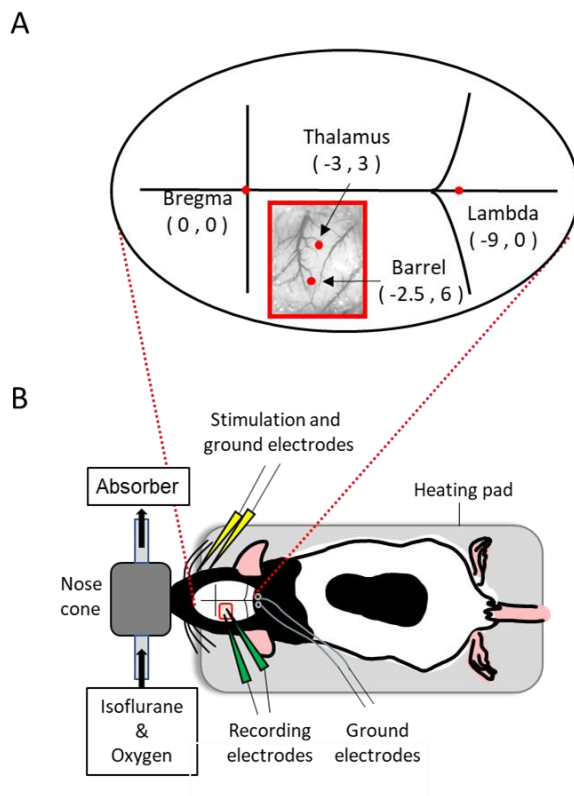 A
Thalamus
( -3 , 3 )
Bregma
( 0 , 0 )
Lambda
( -9 , 0 )
Barrel
( -2.5 , 6 )
B
Stimulation and
ground electrodes
Absorber
Heating pad
Nose
cone
Isoflurane
&
Oxygen
Recording
electrodes
Ground
electrodes